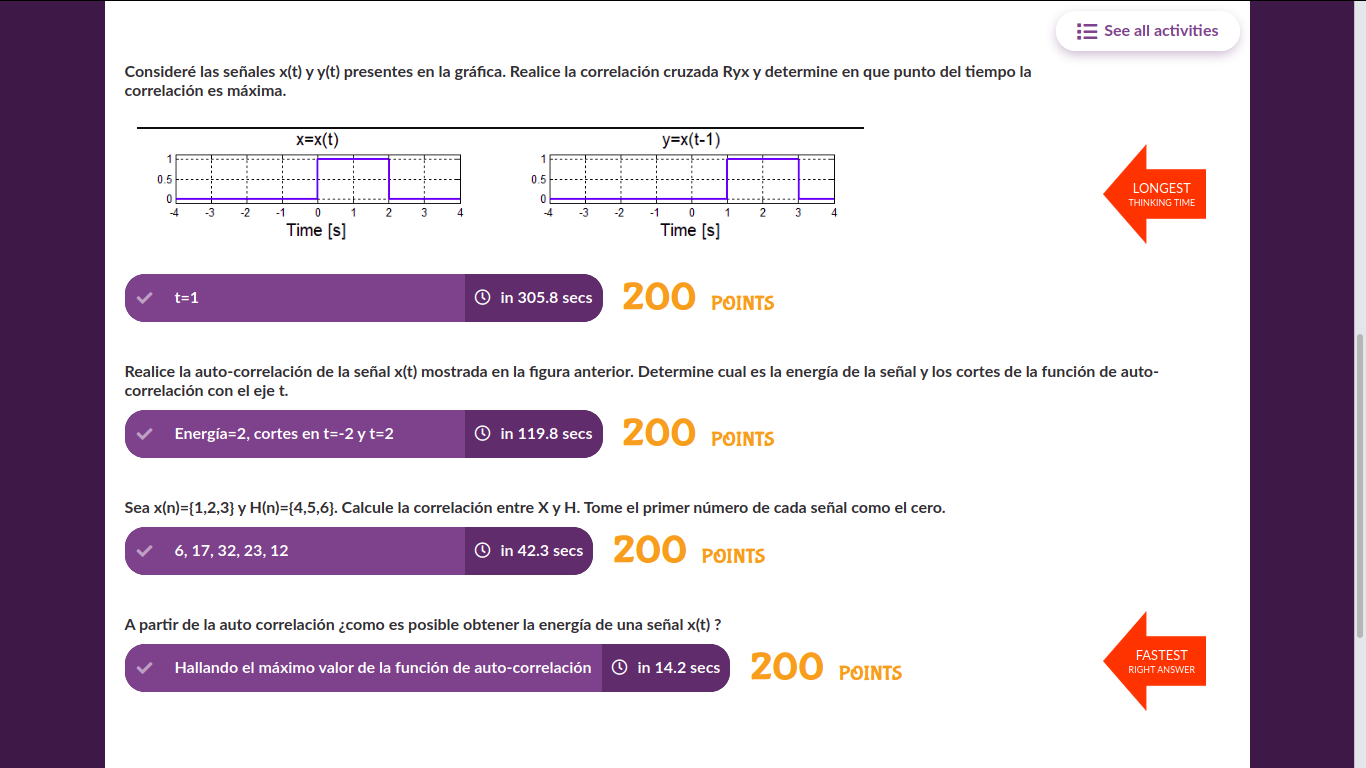 See all activities
Consideré las señales x(t) y y(t) presentes en la gráfica. Realice la correlación cruzada Ryx y determine en que punto del tiempo la
correlación es máxima.
x=x(t)
1
0.5
0
-4 -3 -2 -1 0 1 2 3 4
Time [s]
y=x(t-1)
1
0.5
0
-4 -3 -2 -1 0 1 2 3 4
Time [s]
LONGEST
THINKING TIME
t=1 in 305.8 secs 200 POINTS
Realice la auto-correlación de la señal x(t) mostrada en la figura anterior. Determine cual es la energía de la señal y los cortes de la función de auto-
correlación con el eje t.
Energía=2, cortes en t=-2 y t=2 in 119.8 secs 200 POINTS
Sea x(n)={1,2,3} y H(n)={4,5,6}. Calcule la correlación entre X y H. Tome el primer número de cada señal como el cero.
6, 17, 32, 23, 12 in 42.3 secs 200 POINTS
A partir de la auto correlación ¿como es posible obtener la energía de una señal x(t) ?
Hallando el máximo valor de la función de auto-correlación in 14.2 secs 200 POINTS
FASTEST
RIGHT ANSWER